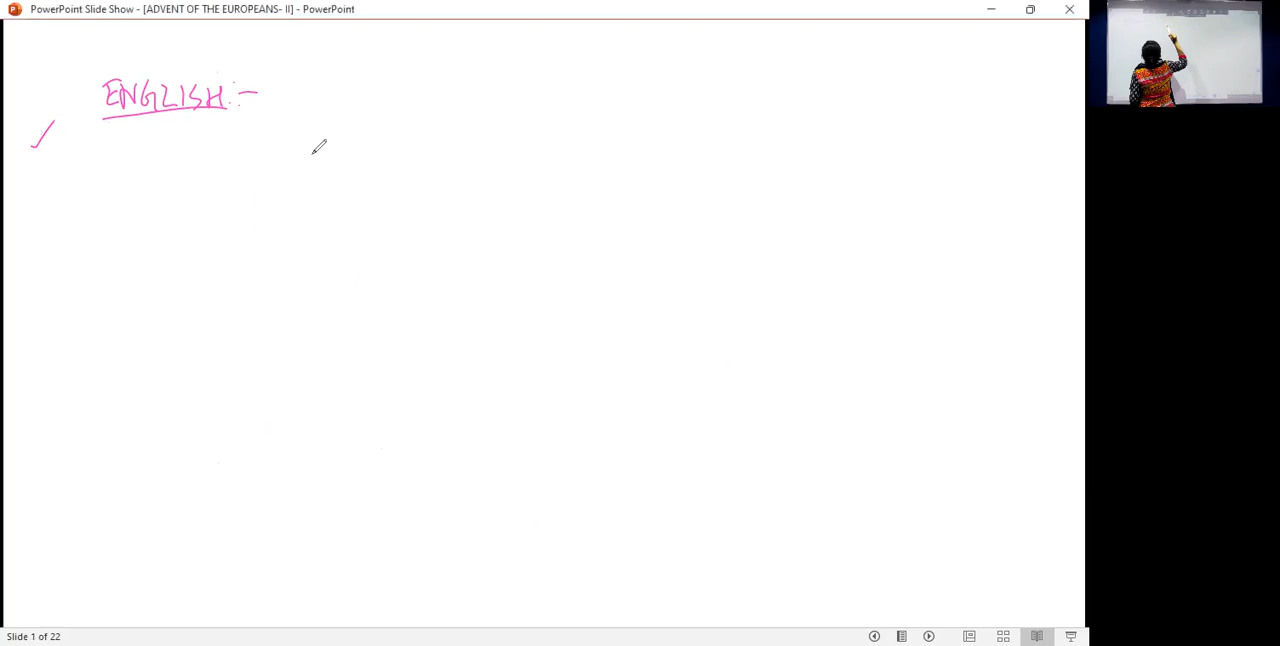 PowerPoint Slide Show - [ADVENT OF THE EUROPEANS- II] - PowerPoint
ENGLISH :-
Slide 1 of 22